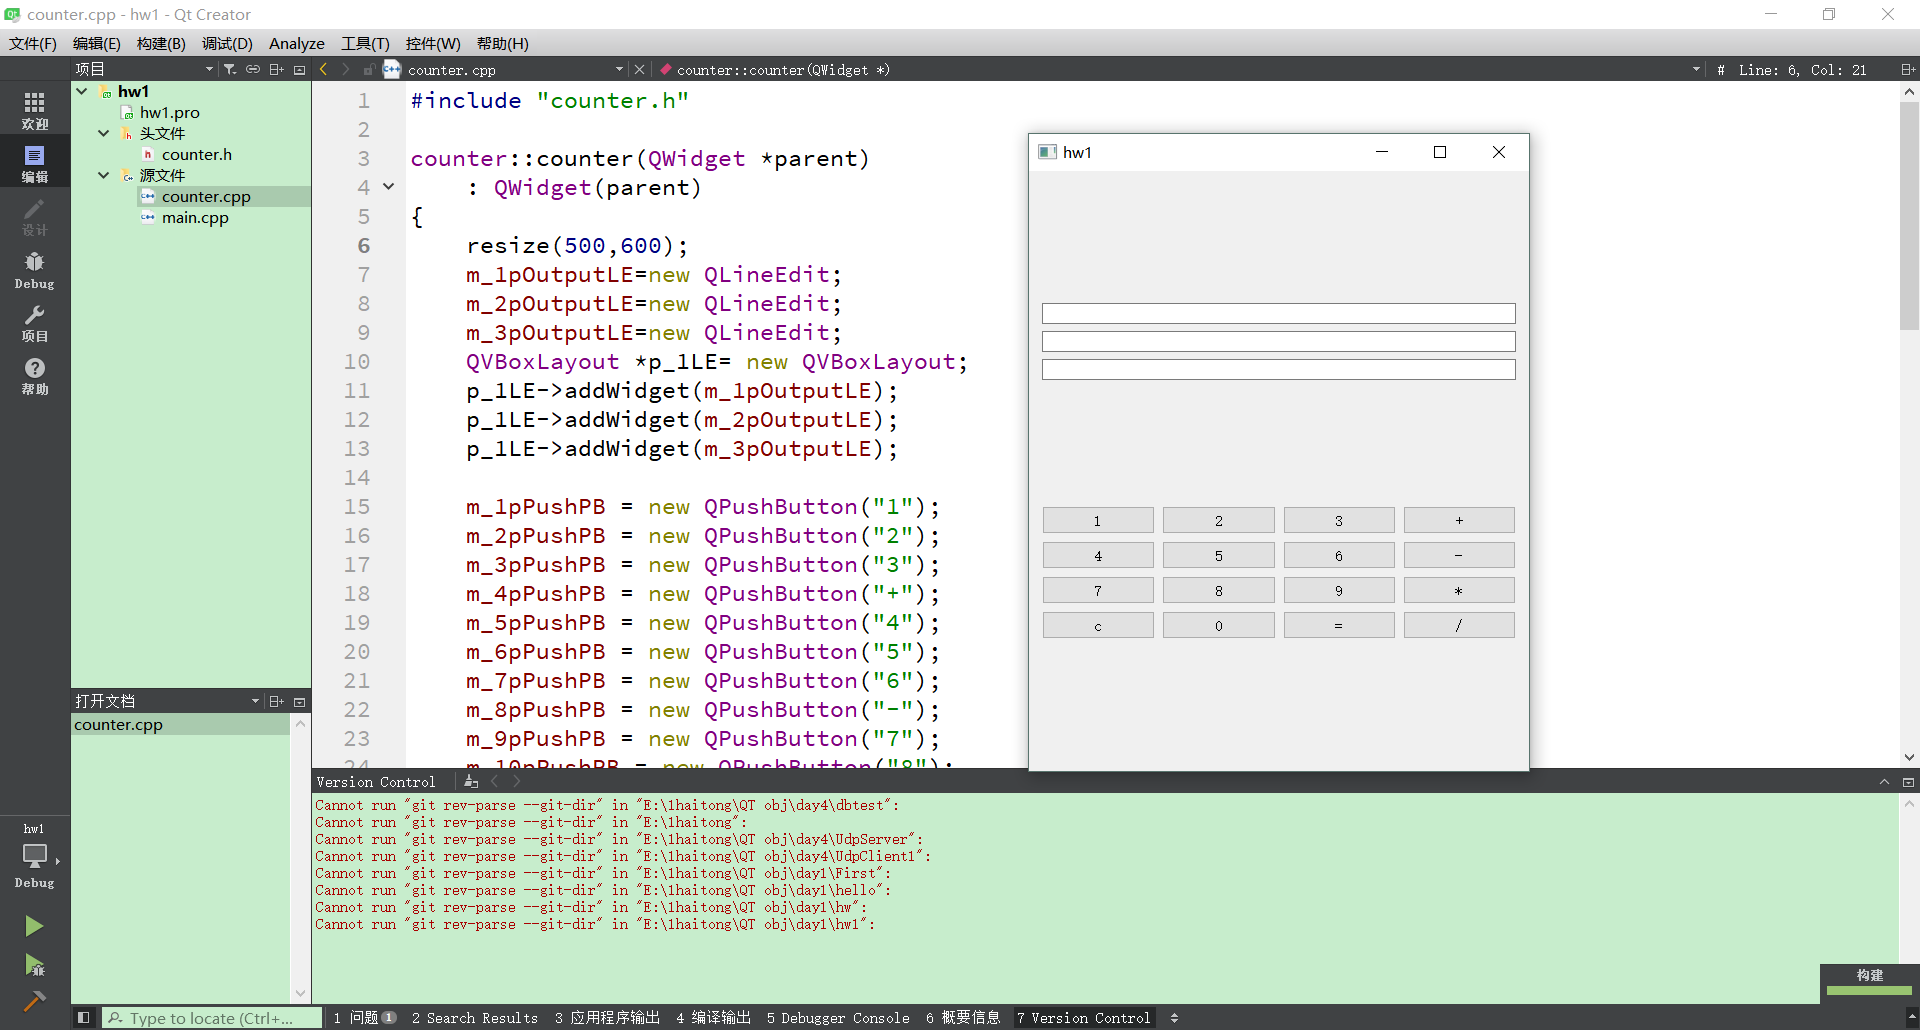 counter.cpp - hw1 - Qt Creator
文件(F) 编辑(E) 构建(B) 调试(D) Analyze 工具(T) 控件(W) 帮助(H)
项目
counter.cpp
counter::counter(QWidget *)
# Line: 6, Col: 21
欢迎
编辑
设计
Debug
项目
帮助
hw1
hw1.pro
头文件
counter.h
源文件
counter.cpp
main.cpp
打开文档
counter.cpp
1 #include "counter.h"
2
3 counter::counter(QWidget *parent)
4     : QWidget(parent)
5 {
6     resize(500,600);
7     m_1pOutputLE=new QLineEdit;
8     m_2pOutputLE=new QLineEdit;
9     m_3pOutputLE=new QLineEdit;
10     QVBoxLayout *p_1LE= new QVBoxLayout;
11     p_1LE->addWidget(m_1pOutputLE);
12     p_1LE->addWidget(m_2pOutputLE);
13     p_1LE->addWidget(m_3pOutputLE);
14
15     m_1pPushPB = new QPushButton("1");
16     m_2pPushPB = new QPushButton("2");
17     m_3pPushPB = new QPushButton("3");
18     m_4pPushPB = new QPushButton("+");
19     m_5pPushPB = new QPushButton("4");
20     m_6pPushPB = new QPushButton("5");
21     m_7pPushPB = new QPushButton("6");
22     m_8pPushPB = new QPushButton("-");
23     m_9pPushPB = new QPushButton("7");
24     m_10pPushPB = new QPushButton("8");
hw1
1 2 3 +
4 5 6 -
7 8 9 *
c 0 = /
Version Control
Cannot run "git rev-parse --git-dir" in "E:\1haitong\QT obj\day4\dbtest":
Cannot run "git rev-parse --git-dir" in "E:\1haitong":
Cannot run "git rev-parse --git-dir" in "E:\1haitong\QT obj\day4\UdpServer":
Cannot run "git rev-parse --git-dir" in "E:\1haitong\QT obj\day4\UdpClient1":
Cannot run "git rev-parse --git-dir" in "E:\1haitong\QT obj\day1\First":
Cannot run "git rev-parse --git-dir" in "E:\1haitong\QT obj\day1\hello":
Cannot run "git rev-parse --git-dir" in "E:\1haitong\QT obj\day1\hw":
Cannot run "git rev-parse --git-dir" in "E:\1haitong\QT obj\day1\hw1":
hw1
Debug
构建
Type to locate (Ctrl+...
1 问题 1 2 Search Results 3 应用程序输出 4 编译输出 5 Debugger Console 6 概要信息 7 Version Control